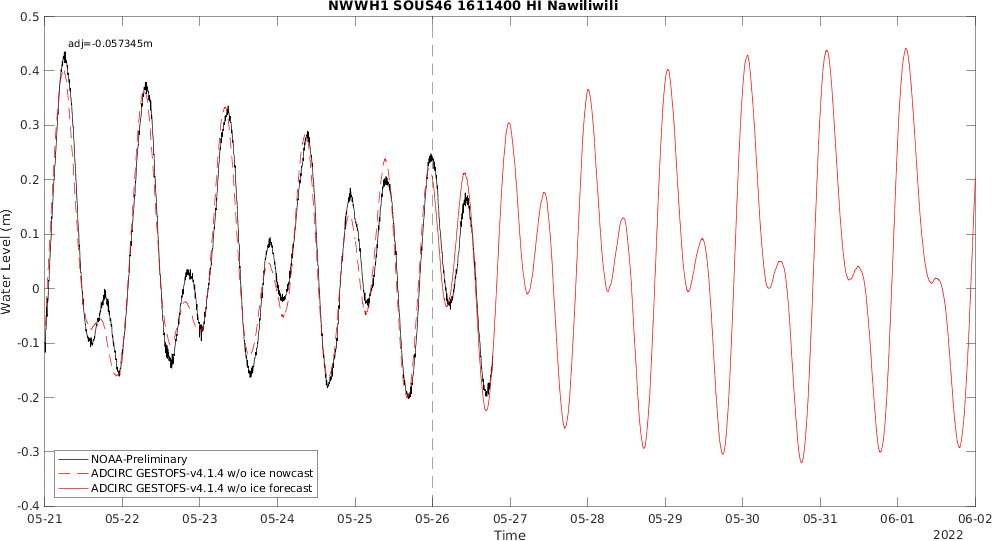 NWWH1 SOUS46 1611400 HI Nawiliwili
adj=-0.057345m
0.5
0.4
0.3
0.2
0.1
0
-0.1
-0.2
-0.3
-0.4
Water Level (m)
NOAA-Preliminary
ADCIRC GESTOFS-v4.1.4 w/o ice nowcast
ADCIRC GESTOFS-v4.1.4 w/o ice forecast
05-21 05-22 05-23 05-24 05-25 05-26 05-27 05-28 05-29 05-30 05-31 06-01 06-02
Time
2022